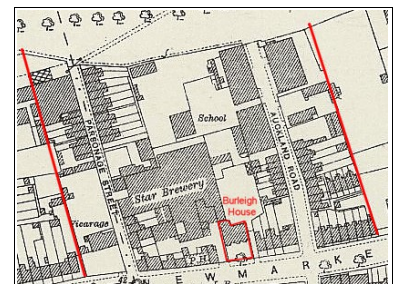 School
PARSONAGE STREET
AUCKLAND ROAD
Star Brewery
Burleigh
House
Vicarage
P.H.
E W M A R K E